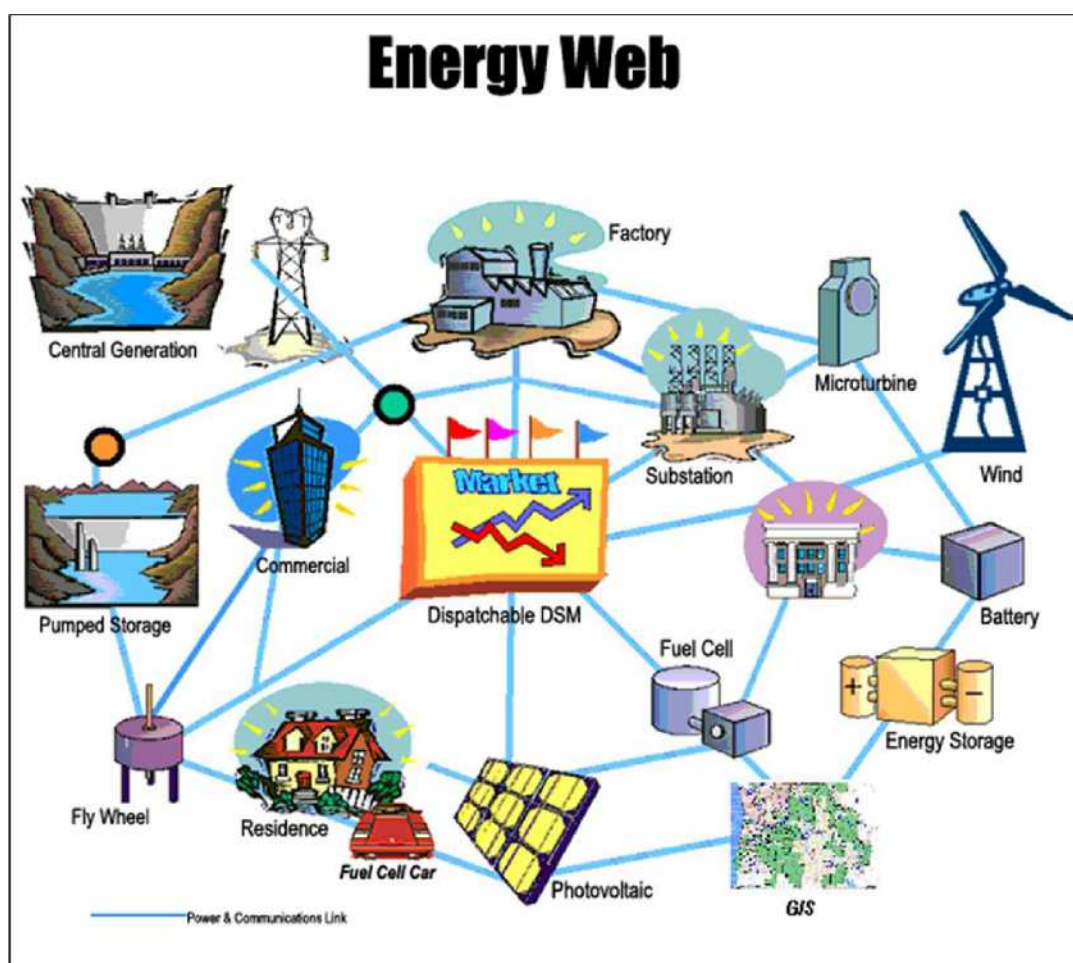 Energy Web
Factory
Central Generation
Microturbine
Wind
Substation
Market
Commercial
Pumped Storage
Dispatchable DSM
Battery
Fuel Cell
+
−
Energy Storage
Fly Wheel
Residence
Fuel Cell Car
Photovoltaic
GIS
Power & Communications Link